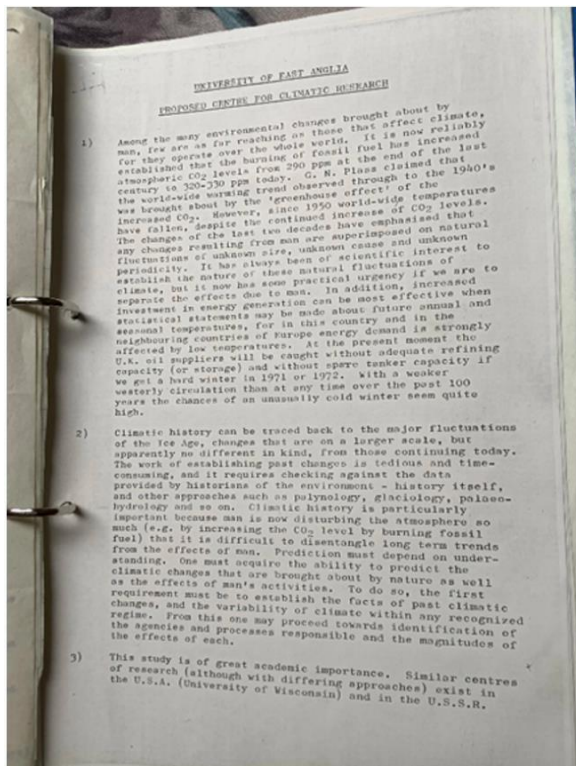 UNIVERSITY OF EAST ANGLIA
PROPOSED CENTRE FOR CLIMATIC RESEARCH
1) Among the many environmental changes brought about by
man, few are as far reaching as those that affect climate,
for they operate over the whole world. It is now reliably
established that the burning of fossil fuel has increased
atmospheric CO2 levels from 290 ppm at the end of the last
century to 320-330 ppm today. G. N. Plass claimed that
the world-wide warming trend observed through to the 1940's
was brought about by the 'greenhouse effect' of the
increased CO2. However, since 1950 world-wide temperatures
have fallen, despite the continued increase of CO2 levels.
The changes of the last two decades have emphasised that
any changes resulting from man are superimposed on natural
fluctuations of unknown size, unknown cause and unknown
periodicity. It has always been of scientific interest to
establish the nature of these natural fluctuations of
climate, but it now has some practical urgency if we are to
separate the effects due to man. In addition, increased
investment in energy generation can be most effective when
statistical statements may be made about future annual and
seasonal temperatures, for in this country and in the
neighbouring countries of Europe energy demand is strongly
affected by low temperatures. At the present moment the
U.K. oil suppliers will be caught without adequate refining
capacity (or storage) and without spare tanker capacity if
we get a hard winter in 1971 or 1972. With a weaker
westerly circulation than at any time over the past 100
years the chances of an unusually cold winter seem quite
high.
2) Climatic history can be traced back to the major fluctuations
of the Ice Age, changes that are on a larger scale, but
apparently no different in kind, from those continuing today.
The work of establishing past changes is tedious and time-
consuming, and it requires checking against the data
provided by historians of the environment - history itself,
and other approaches such as palynology, glaciology, palaeo-
hydrology and so on. Climatic history is particularly
important because man is now disturbing the atmosphere so
much (e.g. by increasing the CO2 level by burning fossil
fuel) that it is difficult to disentangle long term trends
from the effects of man. Prediction must depend on under-
standing. One must acquire the ability to predict the
climatic changes that are brought about by nature as well
as the effects of man's activities. To do so, the first
requirement must be to establish the facts of past climatic
changes, and the variability of climate within any recognized
regime. From this one may proceed towards identification of
the agencies and processes responsible and the magnitudes of
the effects of each.
3) This study is of great academic importance. Similar centres
of research (although with differing approaches) exist in
the U.S.A. (University of Wisconsin) and in the U.S.S.R.